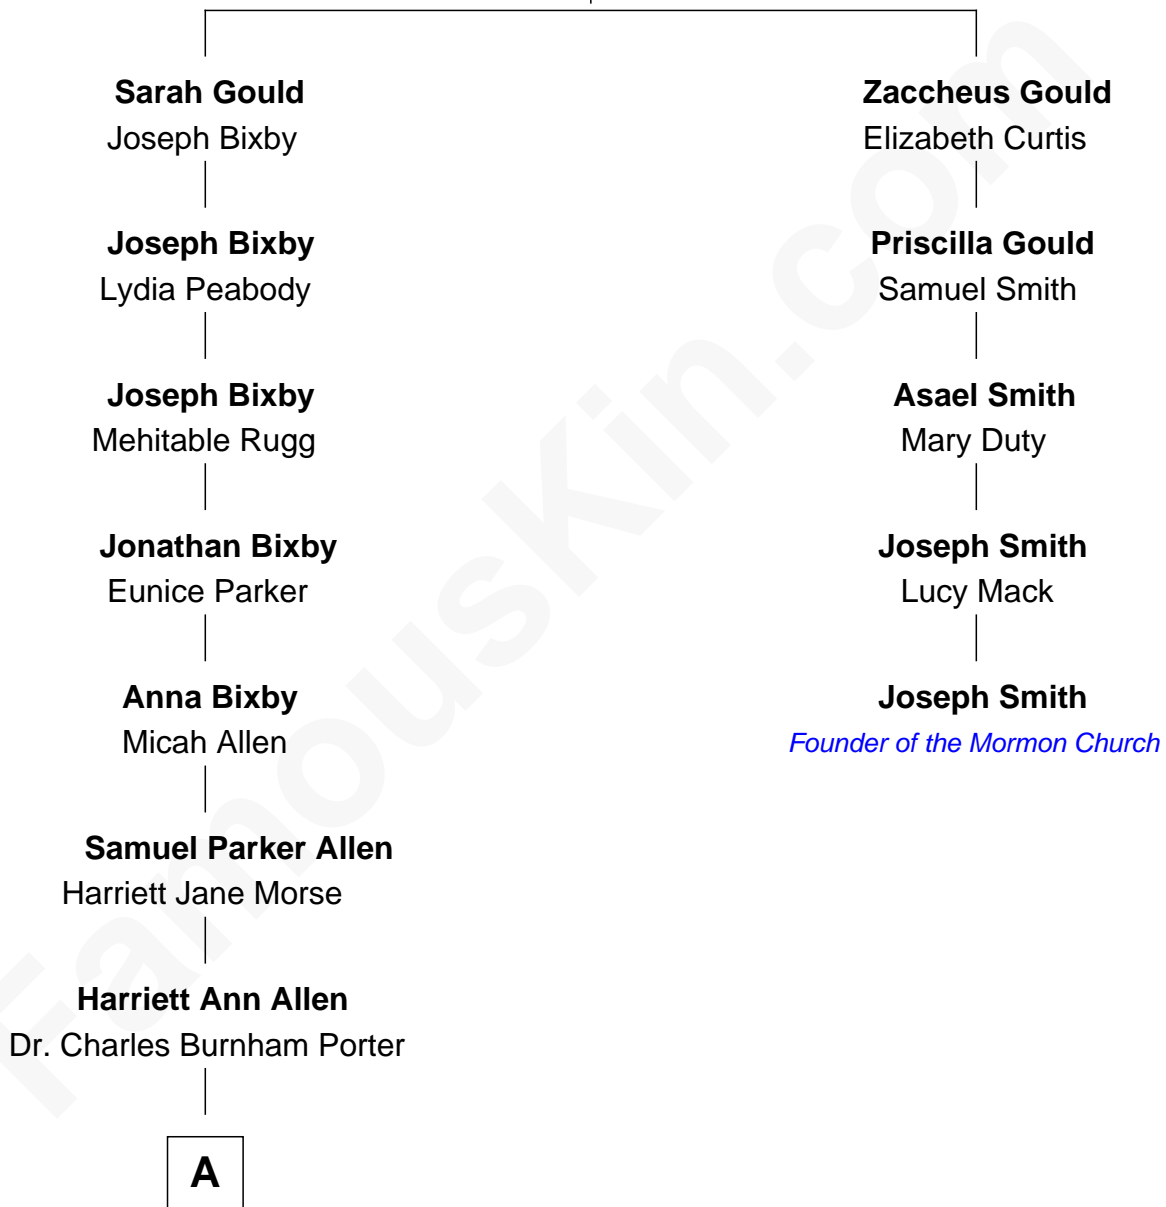 Sarah Gould
Joseph Bixby
Joseph Bixby
Lydia Peabody
Joseph Bixby
Mehitable Rugg
Jonathan Bixby
Eunice Parker
Anna Bixby
Micah Allen
Samuel Parker Allen
Harriett Jane Morse
Harriett Ann Allen
Dr. Charles Burnham Porter
A
Zaccheus Gould
Elizabeth Curtis
Priscilla Gould
Samuel Smith
Asael Smith
Mary Duty
Joseph Smith
Lucy Mack
Joseph Smith
Founder of the Mormon Church
FamousKin.com